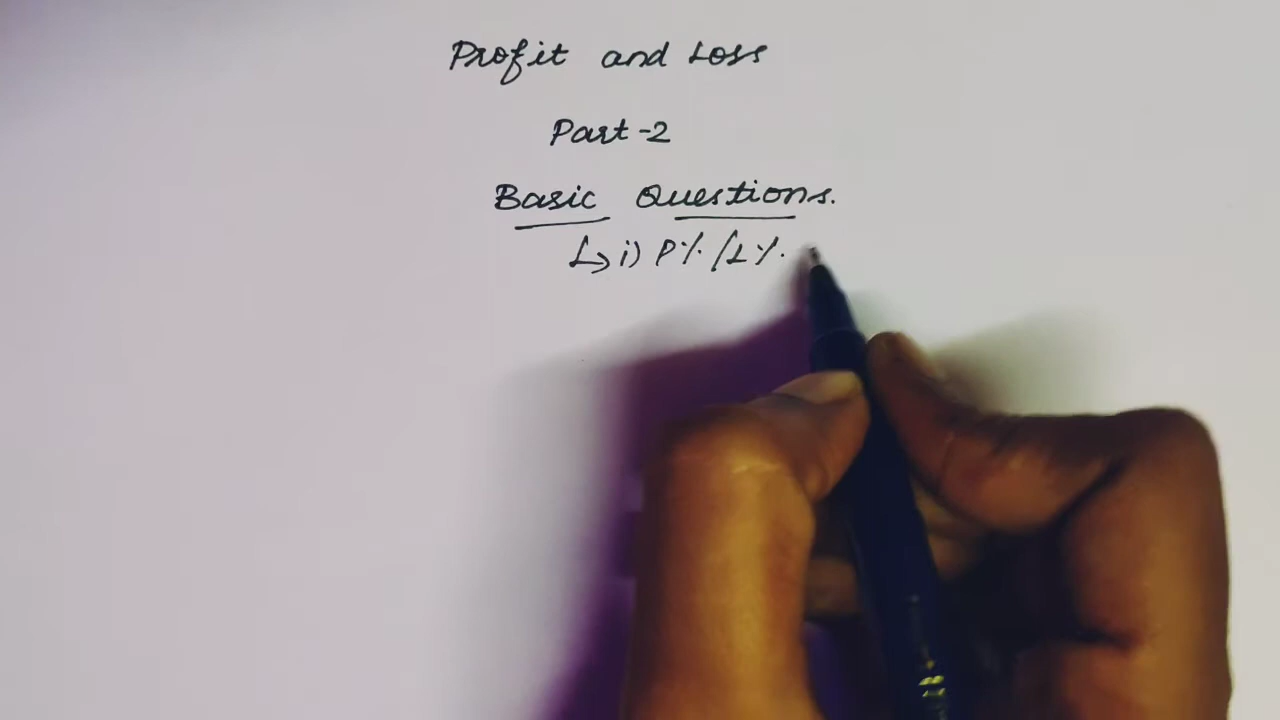 Profit and Loss
Part-2
Basic Questions.
↳ i) P% / L%.